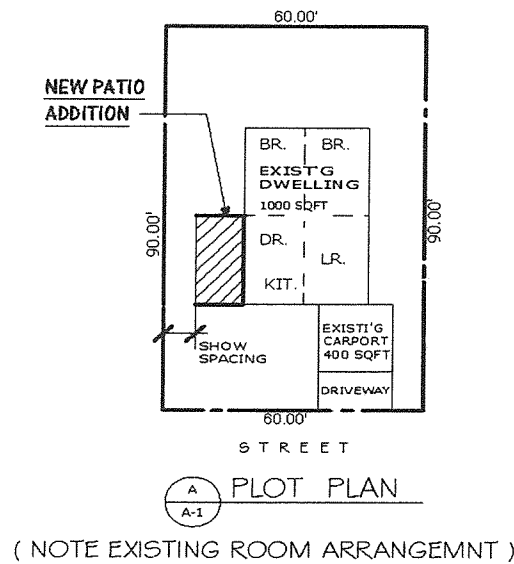 60.00'
NEW PATIO
ADDITION
BR. BR.
EXIST'G
DWELLING
1000 SQFT
90.00'
90.00'
DR.
LR.
KIT.
SHOW
SPACING
EXISTI'G
CARPORT
400 SQFT
DRIVEWAY
60.00'
STREET
A
A-1
PLOT PLAN
( NOTE EXISTING ROOM ARRANGEMNT )